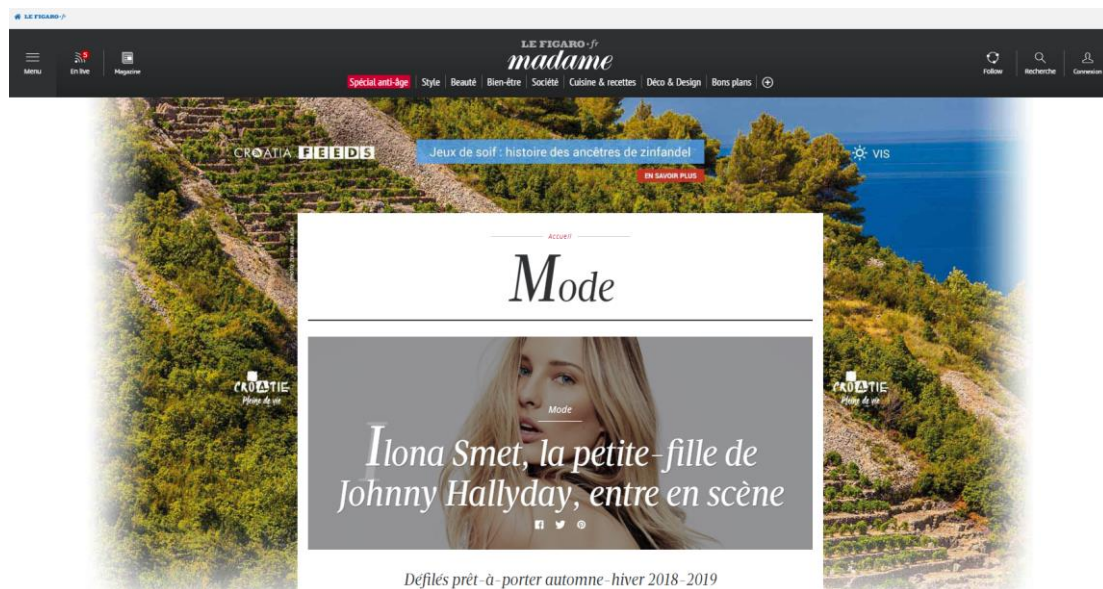 LE FIGARO·fr
LE FIGARO·fr
madame
Menu
5
En live
Magazine
Follow
Recherche
Connexion
Spécial anti-âge
Style
Beauté
Bien-être
Société
Cuisine & recettes
Déco & Design
Bons plans
CROATIA FEEDS
Jeux de soif : histoire des ancêtres de zinfandel
VIS
EN SAVOIR PLUS
Accueil
Mode
CROATIE
Pleine de vie
CROATIE
Pleine de vie
Mode
Ilona Smet, la petite-fille de
Johnny Hallyday, entre en scène
Défilés prêt-à-porter automne-hiver 2018-2019